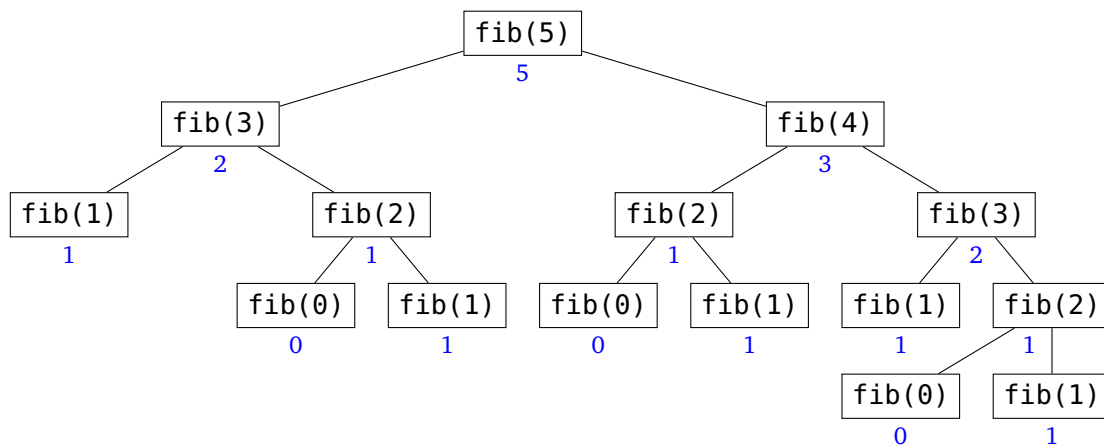 fib(5)
5
fib(3) fib(4)
2 3
fib(1) fib(2) fib(2) fib(3)
1 1 1 2
fib(0) fib(1) fib(0) fib(1) fib(1) fib(2)
0 1 0 1 1 1
fib(0) fib(1)
0 1